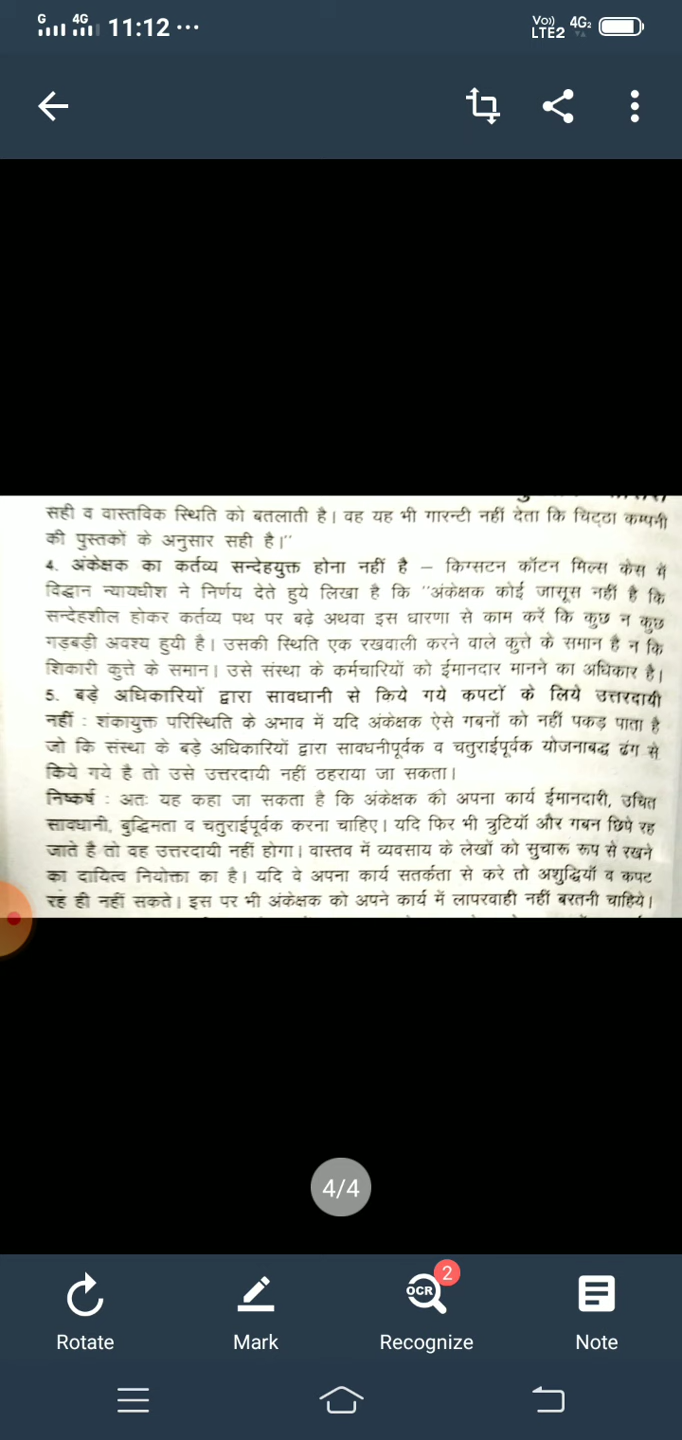 G 4G 11:12 ... Vo)) LTE2 4G2
सही व वास्तविक स्थिति को बतलाती है। वह यह भी गारन्टी नहीं देता कि चिट्ठा कम्पनी
की पुस्तकों के अनुसार सही है।"
4. अंकेक्षक का कर्तव्य सन्देहयुक्त होना नहीं है – किग्सटन कॉटन मिल्स केस में
विद्वान न्यायधीश ने निर्णय देते हुये लिखा है कि "अंकेक्षक कोई जासूस नहीं है कि
सन्देहशील होकर कर्तव्य पथ पर बढ़े अथवा इस धारणा से काम करें कि कुछ न कुछ
गड़बड़ी अवश्य हुयी है। उसकी स्थिति एक रखवाली करने वाले कुत्ते के समान है न कि
शिकारी कुत्ते के समान। उसे संस्था के कर्मचारियों को ईमानदार मानने का अधिकार है।
5. बड़े अधिकारियों द्वारा सावधानी से किये गये कपटों के लिये उत्तरदायी
नहीं : शंकायुक्त परिस्थिति के अभाव में यदि अंकेक्षक ऐसे गबनों को नहीं पकड़ पाता है
जो कि संस्था के बड़े अधिकारियों द्वारा सावधनीपूर्वक व चतुराईपूर्वक योजनाबद्ध ढंग से
किये गये है तो उसे उत्तरदायी नहीं ठहराया जा सकता।
निष्कर्ष : अतः यह कहा जा सकता है कि अंकेक्षक को अपना कार्य ईमानदारी, उचित
सावधानी, बुद्धिमता व चतुराईपूर्वक करना चाहिए। यदि फिर भी त्रुटियाँ और गबन छिपे रह
जाते है तो वह उत्तरदायी नहीं होगा। वास्तव में व्यवसाय के लेखों को सुचारू रूप से रखने
का दायित्व नियोक्ता का है। यदि वे अपना कार्य सतर्कता से करे तो अशुद्धियाँ व कपट
रह ही नहीं सकते। इस पर भी अंकेक्षक को अपने कार्य में लापरवाही नहीं बरतनी चाहिये।
4/4
OCR 2
Rotate Mark Recognize Note